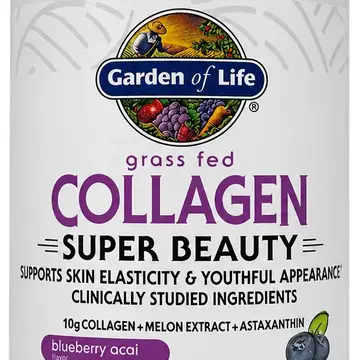 Garden of Life
®
grass fed
COLLAGEN
SUPER BEAUTY
SUPPORTS SKIN ELASTICITY & YOUTHFUL APPEARANCE†
CLINICALLY STUDIED INGREDIENTS
10g COLLAGEN + MELON EXTRACT + ASTAXANTHIN
blueberry acai
flavor